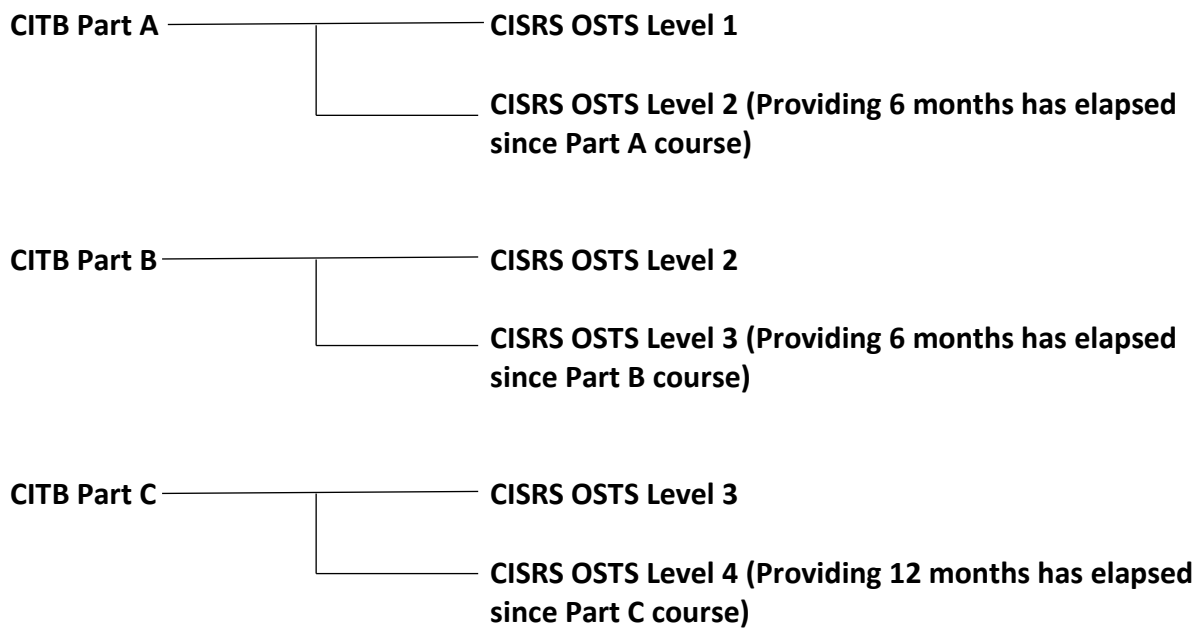 CITB Part A CISRS OSTS Level 1
CISRS OSTS Level 2 (Providing 6 months has elapsed
since Part A course)
CITB Part B CISRS OSTS Level 2
CISRS OSTS Level 3 (Providing 6 months has elapsed
since Part B course)
CITB Part C CISRS OSTS Level 3
CISRS OSTS Level 4 (Providing 12 months has elapsed
since Part C course)